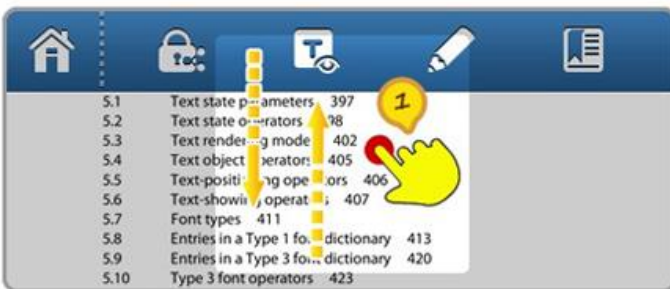 T
1
5.1 Text state parameters 397
5.2 Text state operators 398
5.3 Text rendering modes 402
5.4 Text object operators 405
5.5 Text-positioning operators 406
5.6 Text-showing operators 407
5.7 Font types 411
5.8 Entries in a Type 1 font dictionary 413
5.9 Entries in a Type 3 font dictionary 420
5.10 Type 3 font operators 423